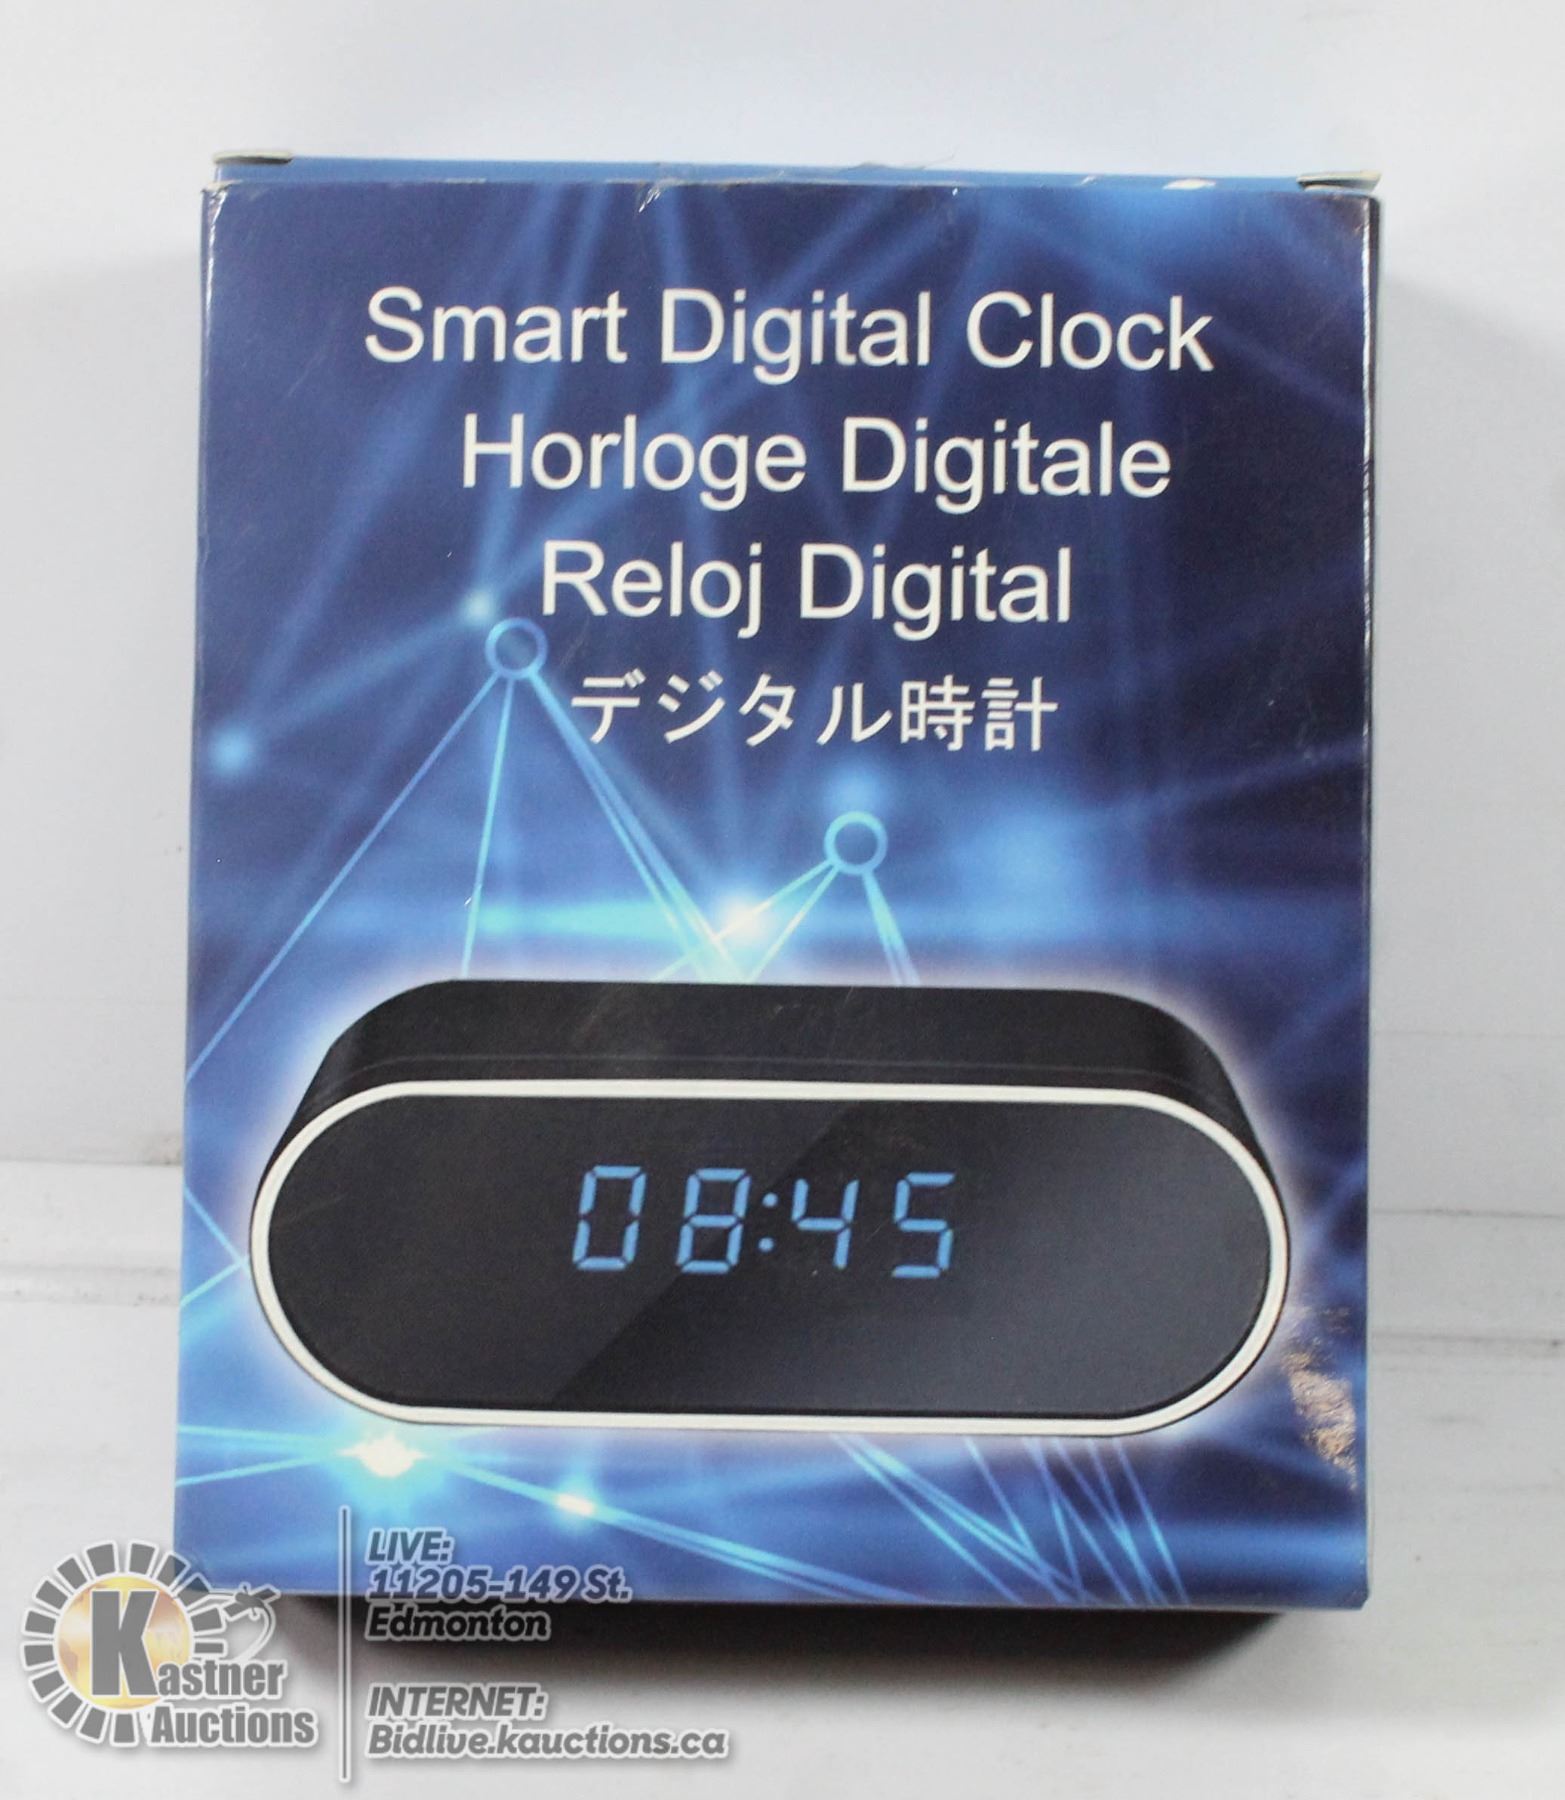 Smart Digital Clock
Horloge Digitale
Reloj Digital
デジタル時計
08:45
Kastner
Auctions
LIVE:
11205-149 St.
Edmonton
INTERNET:
Bidlive.kauctions.ca